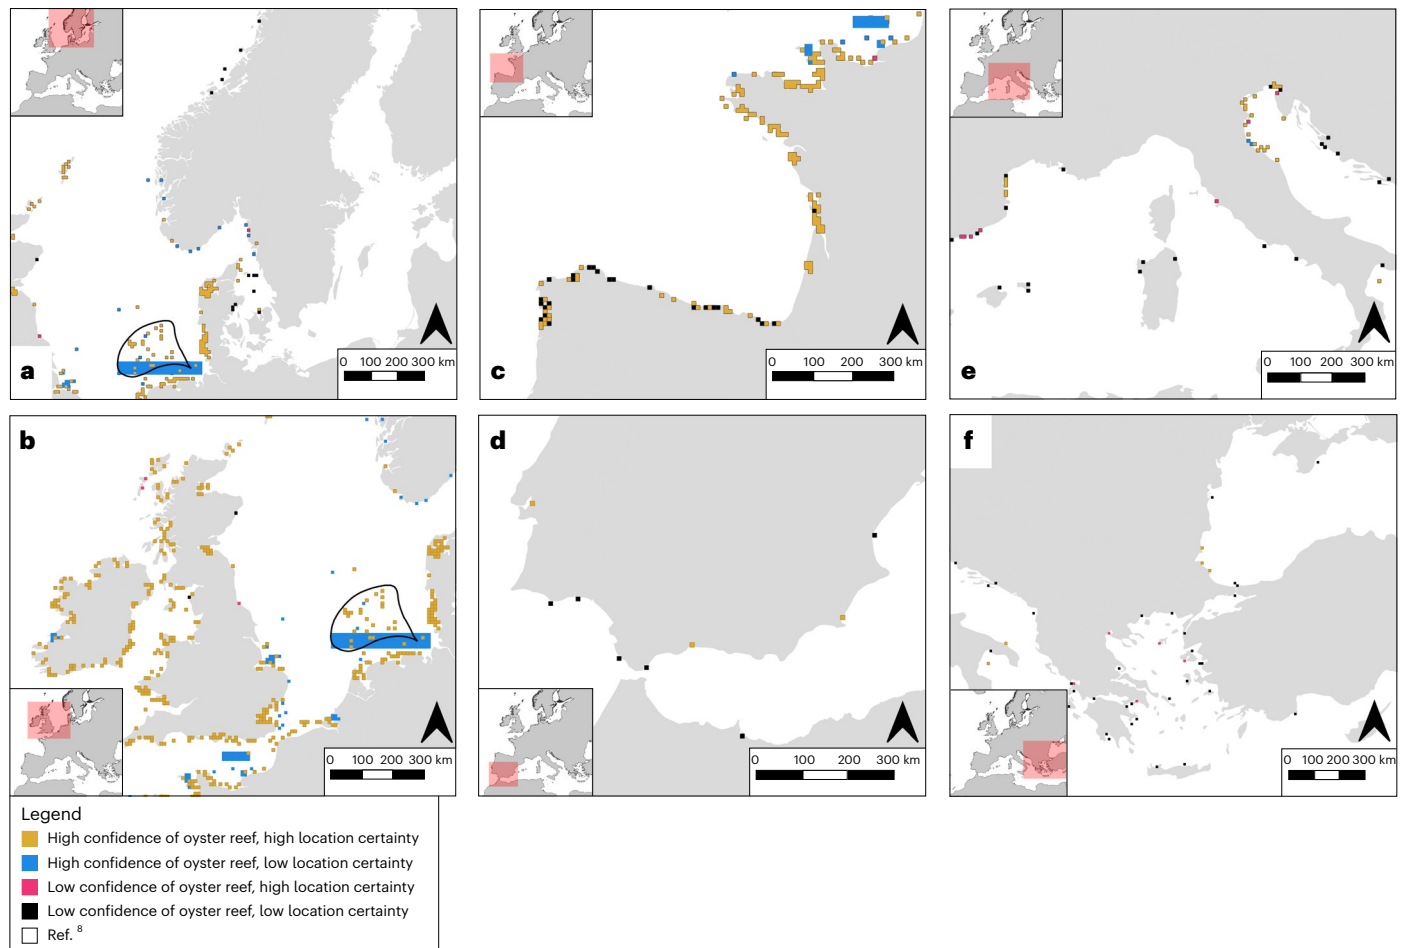 a
0 100 200 300 km
c
0 100 200 300 km
e
0 100 200 300 km
b
0 100 200 300 km
d
0 100 200 300 km
f
0 100 200 300 km
Legend
High confidence of oyster reef, high location certainty
High confidence of oyster reef, low location certainty
Low confidence of oyster reef, high location certainty
Low confidence of oyster reef, low location certainty
Ref. 8